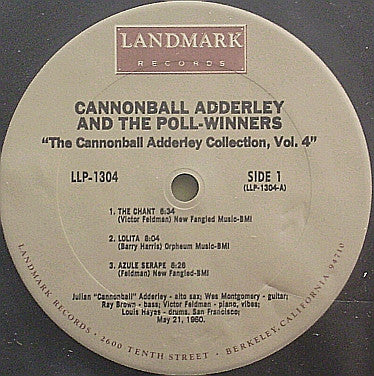 LANDMARK
RECORDS
CANNONBALL ADDERLEY
AND THE POLL-WINNERS
"The Cannonball Adderley Collection, Vol. 4"
LLP-1304
SIDE 1
(LLP-1304-A)
1. THE CHANT 6:34
(Victor Feldman) New Fangled Music-BMI
2. LOLITA 8:04
(Barry Harris) Orpheum Music-BMI
3. AZULE SERAPE 8:26
(Feldman) New Fangled-BMI
Julian "Cannonball" Adderley - alto sax; Wes Montgomery - guitar;
Ray Brown - bass; Victor Feldman - piano, vibes;
Louis Hayes - drums. San Francisco;
May 21, 1960.
LANDMARK RECORDS · 2600 TENTH STREET · BERKELEY, CALIFORNIA 94710